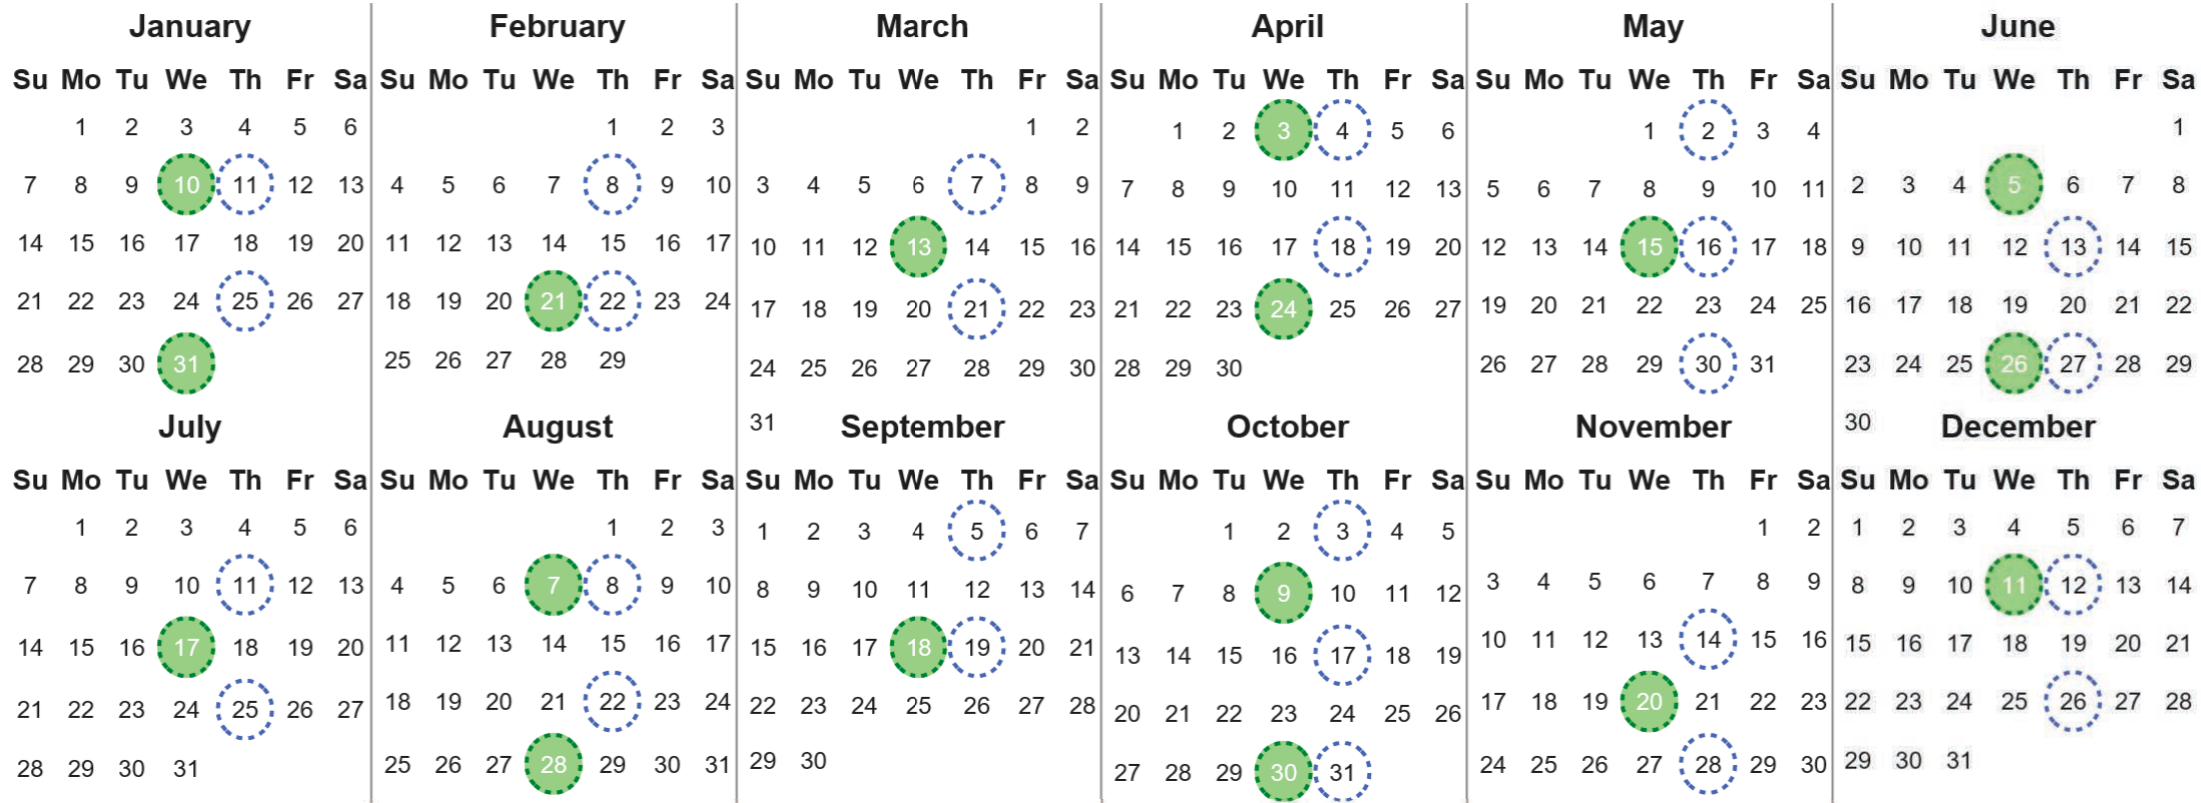 January
Su Mo Tu We Th Fr Sa
1 2 3 4 5 6
7 8 9 10 11 12 13
14 15 16 17 18 19 20
21 22 23 24 25 26 27
28 29 30 31
February
Su Mo Tu We Th Fr Sa
1 2 3
4 5 6 7 8 9 10
11 12 13 14 15 16 17
18 19 20 21 22 23 24
25 26 27 28 29
March
Su Mo Tu We Th Fr Sa
1 2
3 4 5 6 7 8 9
10 11 12 13 14 15 16
17 18 19 20 21 22 23
24 25 26 27 28 29 30
31
April
Su Mo Tu We Th Fr Sa
1 2 3 4 5 6
7 8 9 10 11 12 13
14 15 16 17 18 19 20
21 22 23 24 25 26 27
28 29 30
May
Su Mo Tu We Th Fr Sa
1 2 3 4
5 6 7 8 9 10 11
12 13 14 15 16 17 18
19 20 21 22 23 24 25
26 27 28 29 30 31
June
Su Mo Tu We Th Fr Sa
1
2 3 4 5 6 7 8
9 10 11 12 13 14 15
16 17 18 19 20 21 22
23 24 25 26 27 28 29
30
July
Su Mo Tu We Th Fr Sa
1 2 3 4 5 6
7 8 9 10 11 12 13
14 15 16 17 18 19 20
21 22 23 24 25 26 27
28 29 30 31
August
Su Mo Tu We Th Fr Sa
1 2 3
4 5 6 7 8 9 10
11 12 13 14 15 16 17
18 19 20 21 22 23 24
25 26 27 28 29 30 31
September
Su Mo Tu We Th Fr Sa
1 2 3 4 5 6 7
8 9 10 11 12 13 14
15 16 17 18 19 20 21
22 23 24 25 26 27 28
29 30
October
Su Mo Tu We Th Fr Sa
1 2 3 4 5
6 7 8 9 10 11 12
13 14 15 16 17 18 19
20 21 22 23 24 25 26
27 28 29 30 31
November
Su Mo Tu We Th Fr Sa
1 2
3 4 5 6 7 8 9
10 11 12 13 14 15 16
17 18 19 20 21 22 23
24 25 26 27 28 29 30
December
Su Mo Tu We Th Fr Sa
1 2 3 4 5 6 7
8 9 10 11 12 13 14
15 16 17 18 19 20 21
22 23 24 25 26 27 28
29 30 31